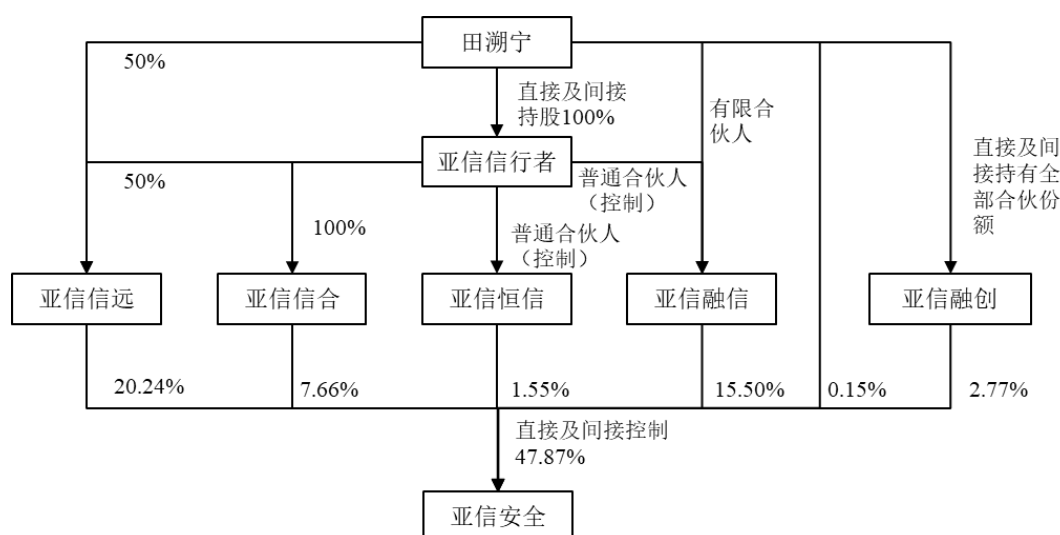 田溯宁
50%
直接及间接
持股100%
有限合
伙人
直接及间
接持有全
部合伙份
额
亚信信行者
50%
普通合伙人
（控制）
100%
普通合伙人
（控制）
亚信信远
亚信信合
亚信恒信
亚信融信
亚信融创
20.24%
7.66%
1.55%
15.50%
0.15%
2.77%
直接及间接控制
47.87%
亚信安全